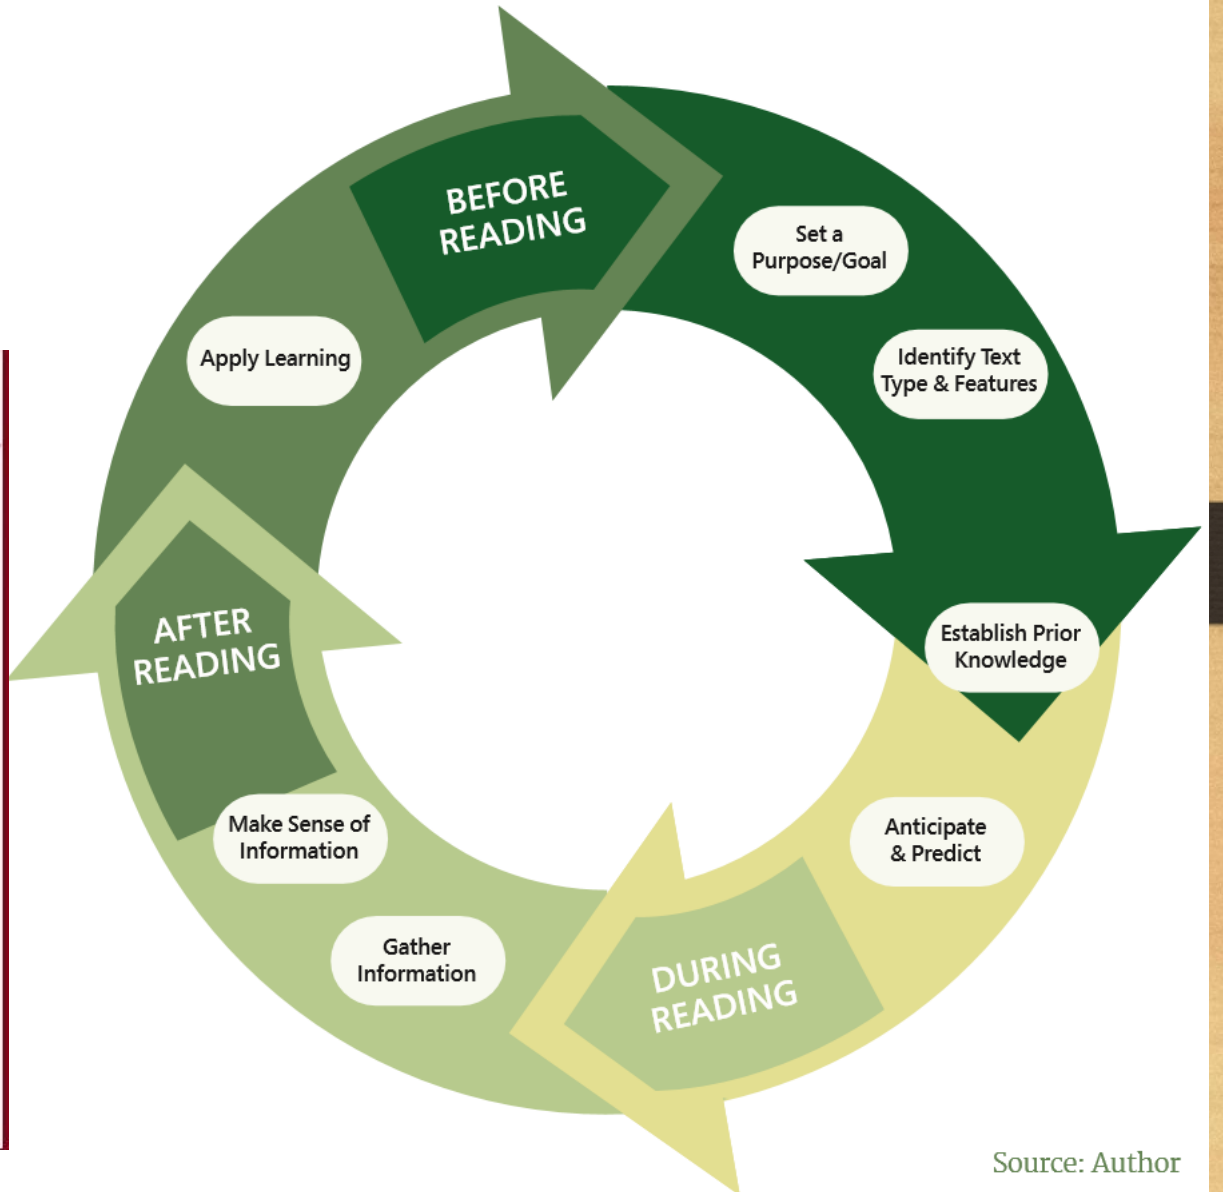 BEFORE
READING
Set a
Purpose/Goal
Identify Text
Type & Features
Establish Prior
Knowledge
Anticipate
& Predict
DURING
READING
Gather
Information
Make Sense of
Information
AFTER
READING
Apply Learning
Source: Author